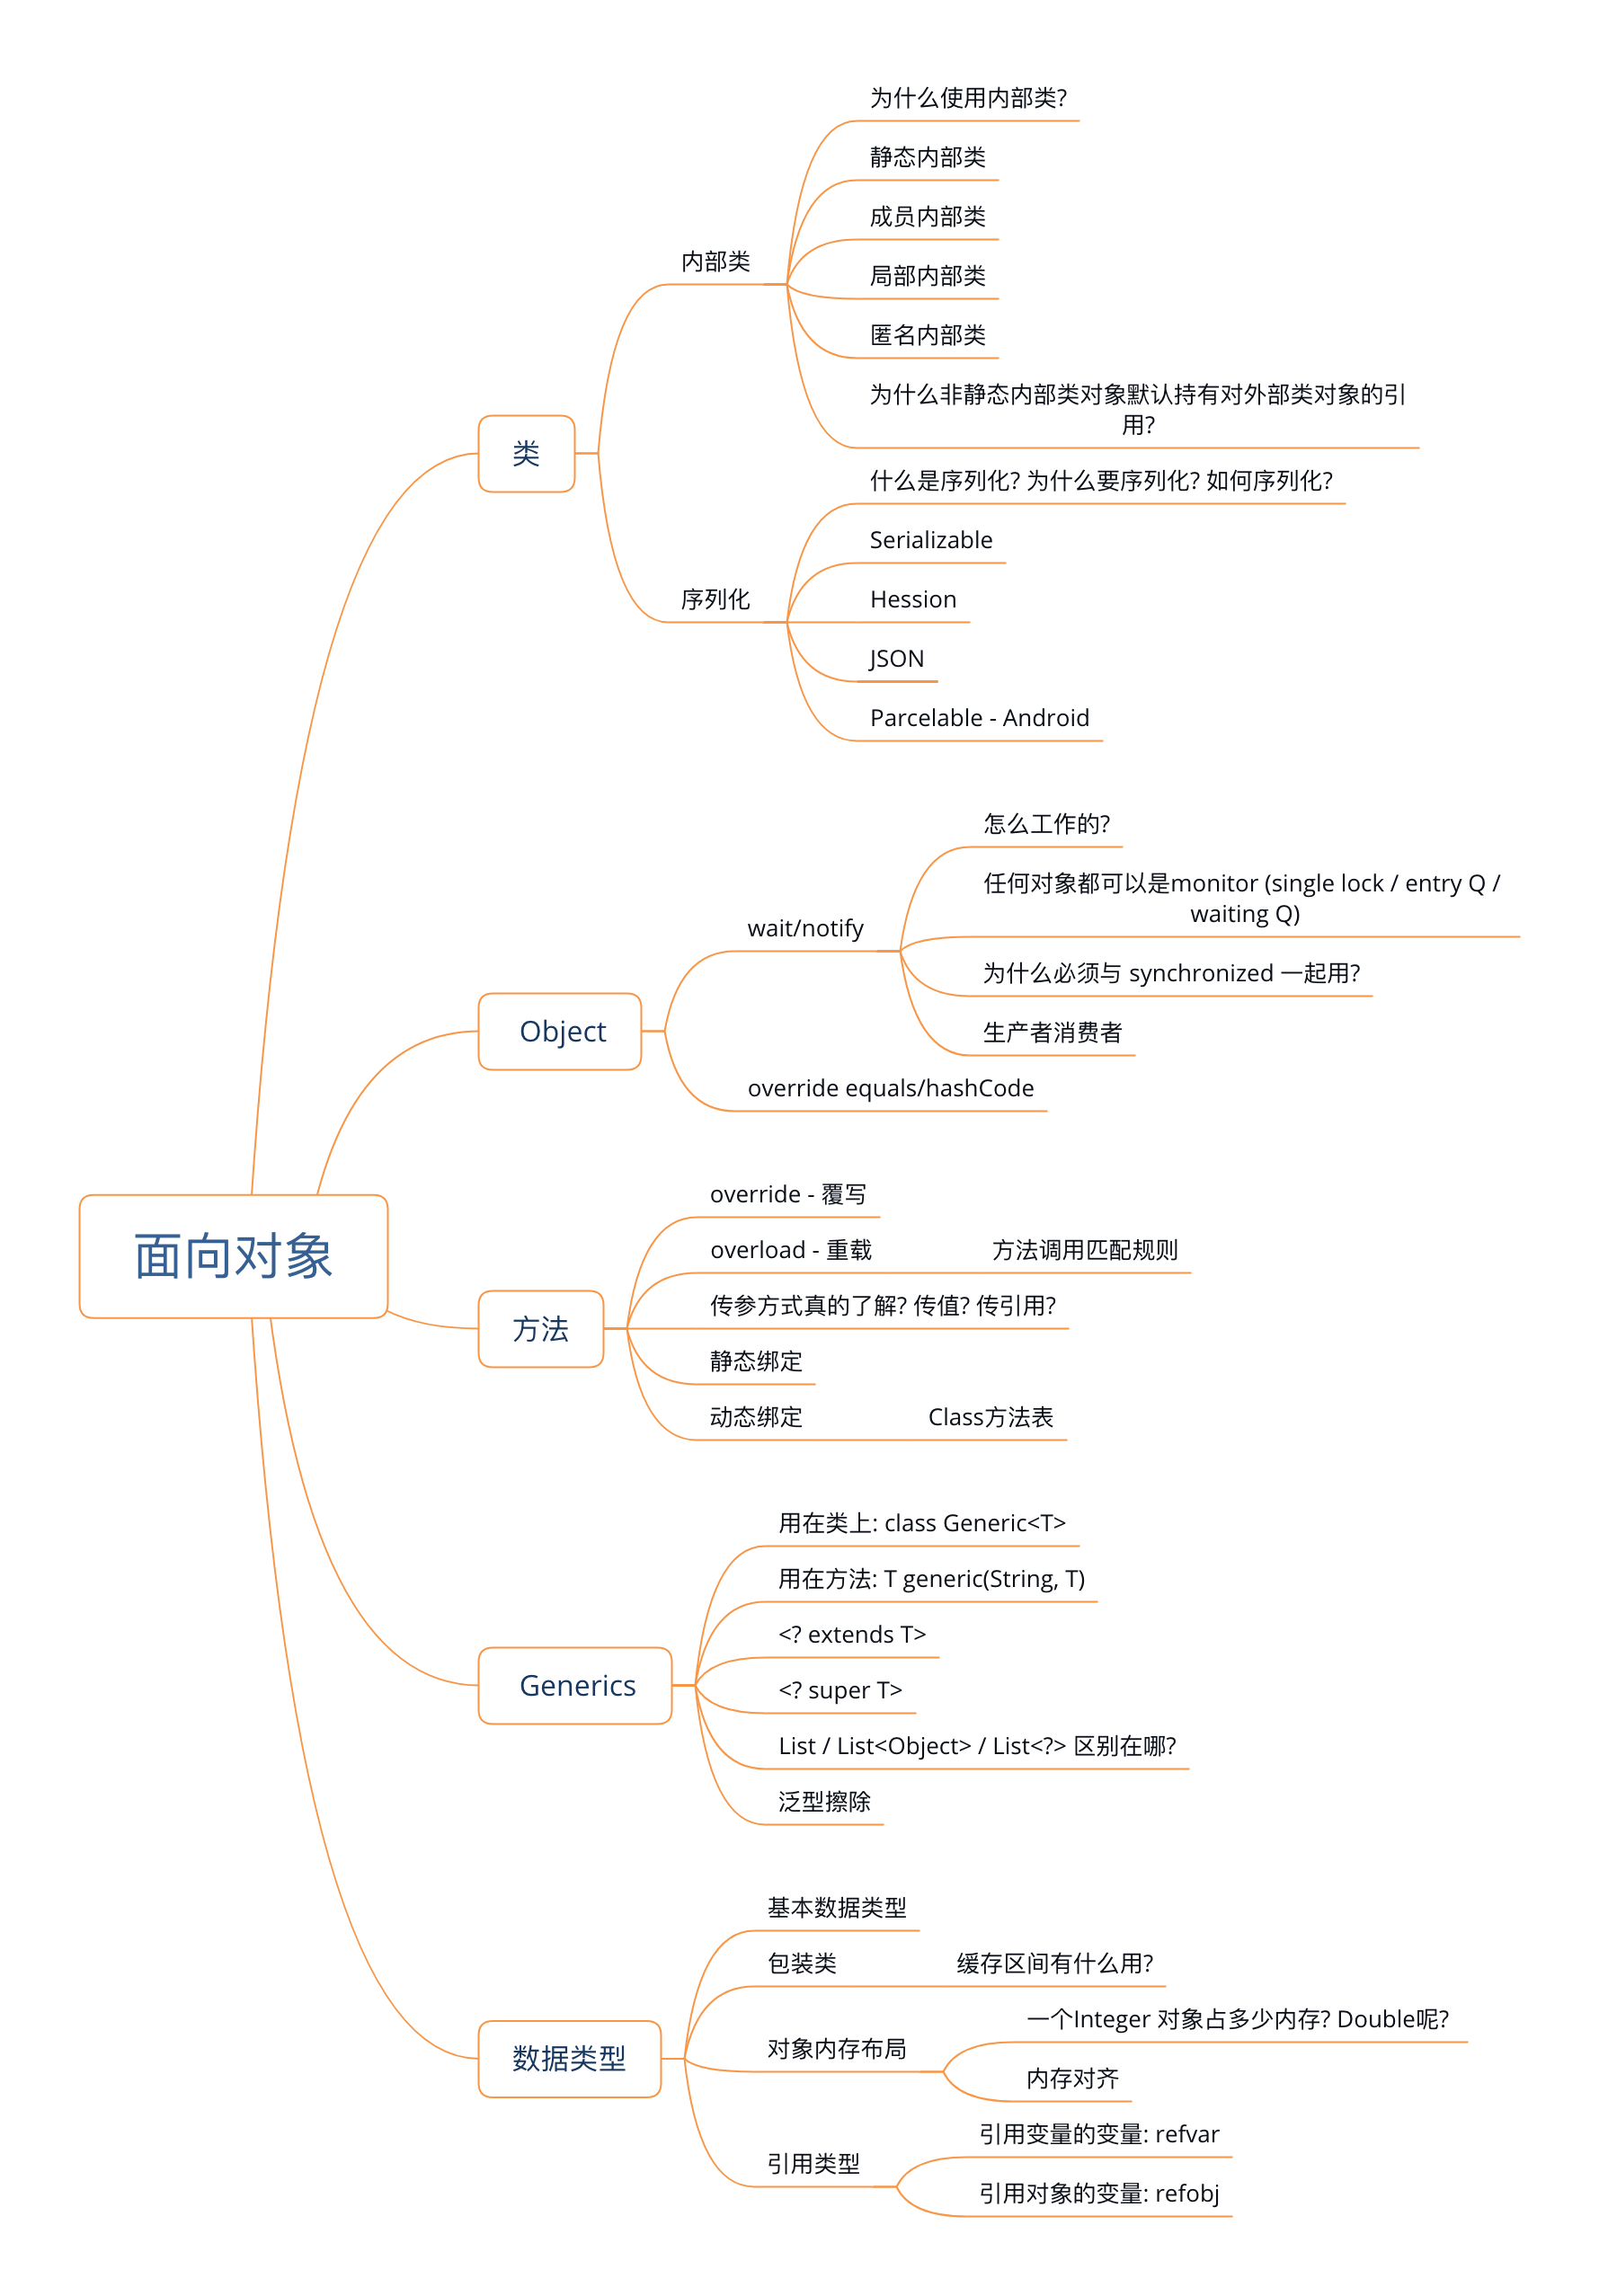 面向对象
类
内部类
为什么使用内部类?
静态内部类
成员内部类
局部内部类
匿名内部类
为什么非静态内部类对象默认持有对外部类对象的引
用?
序列化
什么是序列化? 为什么要序列化? 如何序列化?
Serializable
Hession
JSON
Parcelable - Android
Object
wait/notify
怎么工作的?
任何对象都可以是monitor (single lock / entry Q /
waiting Q)
为什么必须与 synchronized 一起用?
生产者消费者
override equals/hashCode
方法
override - 覆写
overload - 重载
方法调用匹配规则
传参方式真的了解? 传值? 传引用?
静态绑定
动态绑定
Class方法表
Generics
用在类上: class Generic<T>
用在方法: T generic(String, T)
<? extends T>
<? super T>
List / List<Object> / List<?> 区别在哪?
泛型擦除
数据类型
基本数据类型
包装类
缓存区间有什么用?
对象内存布局
一个Integer 对象占多少内存? Double呢?
内存对齐
引用类型
引用变量的变量: refvar
引用对象的变量: refobj